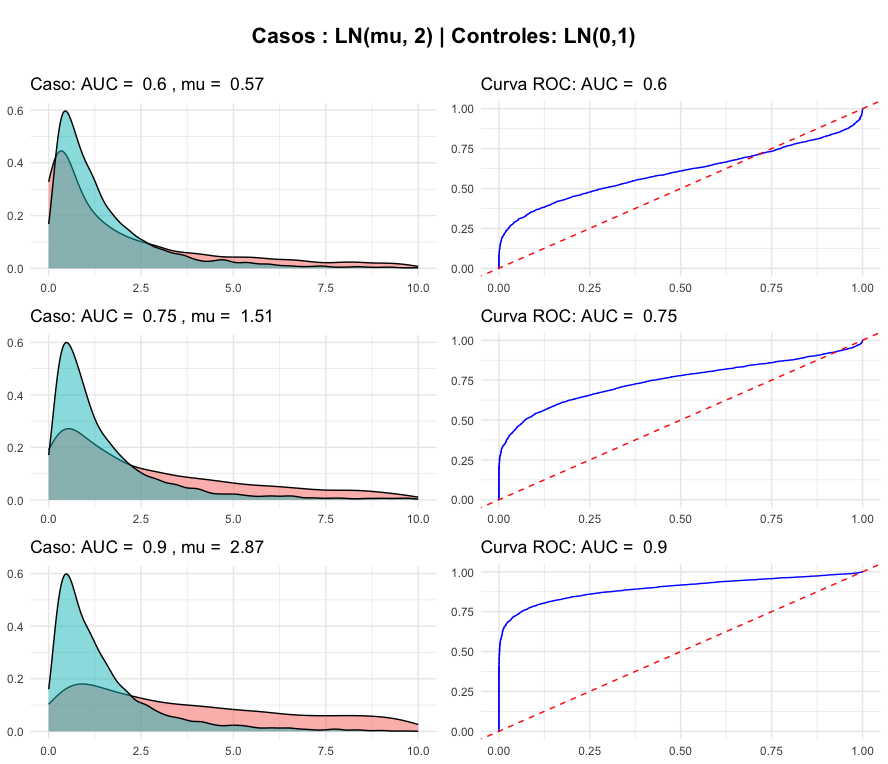 Casos : LN(mu, 2) | Controles: LN(0,1)
Caso: AUC =  0.6 , mu =  0.57
Curva ROC: AUC =  0.6
0.6
0.4
0.2
0.0
0.0 2.5 5.0 7.5 10.0
1.00
0.75
0.50
0.25
0.00
0.00 0.25 0.50 0.75 1.00
Caso: AUC =  0.75 , mu =  1.51
Curva ROC: AUC =  0.75
0.6
0.4
0.2
0.0
0.0 2.5 5.0 7.5 10.0
1.00
0.75
0.50
0.25
0.00
0.00 0.25 0.50 0.75 1.00
Caso: AUC =  0.9 , mu =  2.87
Curva ROC: AUC =  0.9
0.6
0.4
0.2
0.0
0.0 2.5 5.0 7.5 10.0
1.00
0.75
0.50
0.25
0.00
0.00 0.25 0.50 0.75 1.00